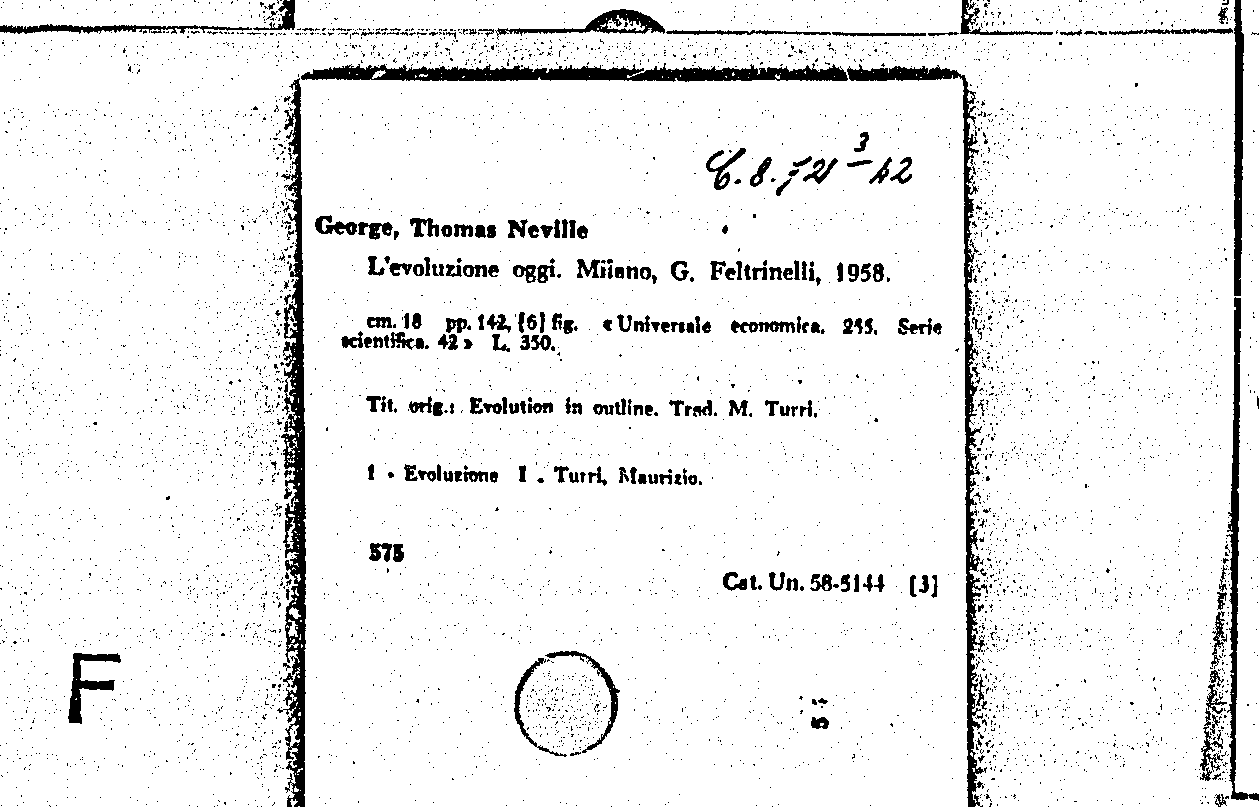 C.8.721 3 42
George, Thomas Neville
L'evoluzione oggi. Milano, G. Feltrinelli, 1958.
cm. 18 pp. 142, [6] fig. «Universale economica. 255. Serie
scientifica. 42» L. 350.
Tit. orig.: Evolution in outline. Trad. M. Turri.
1 - Evoluzione I - Turri, Maurizio.
575
Cat. Un. 58-5144 [3]
F